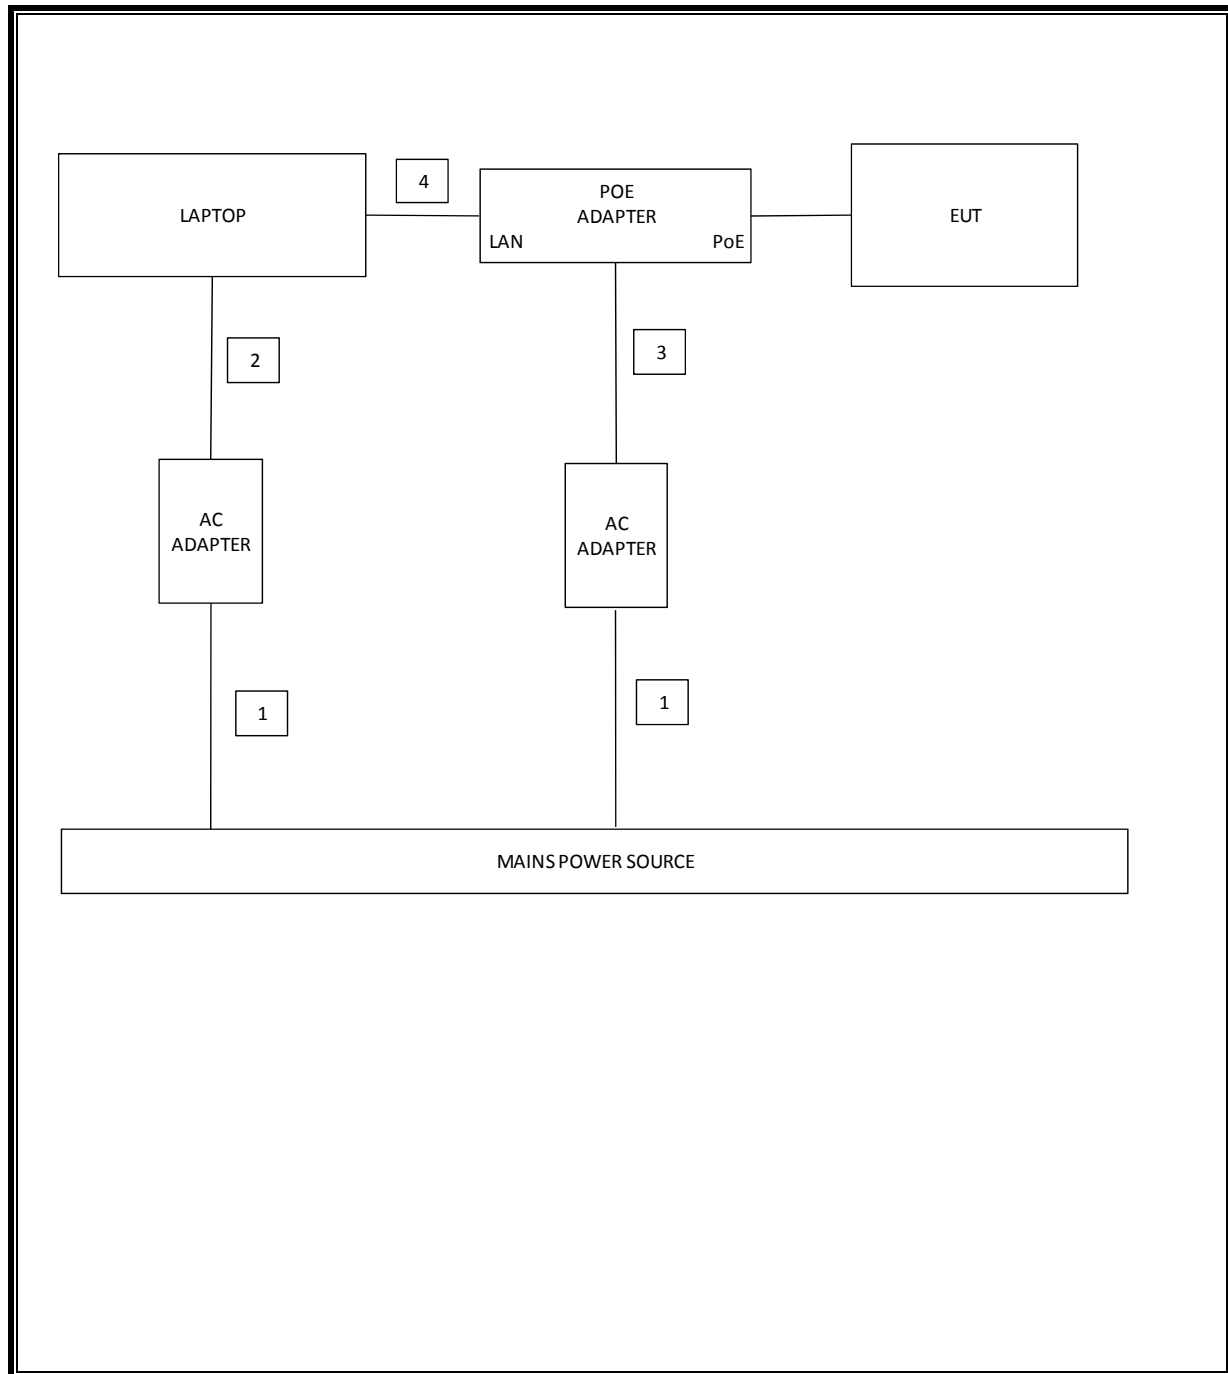 LAPTOP
4
POE
ADAPTER
LAN
PoE
EUT
2
3
AC
ADAPTER
AC
ADAPTER
1
1
MAINS POWER SOURCE